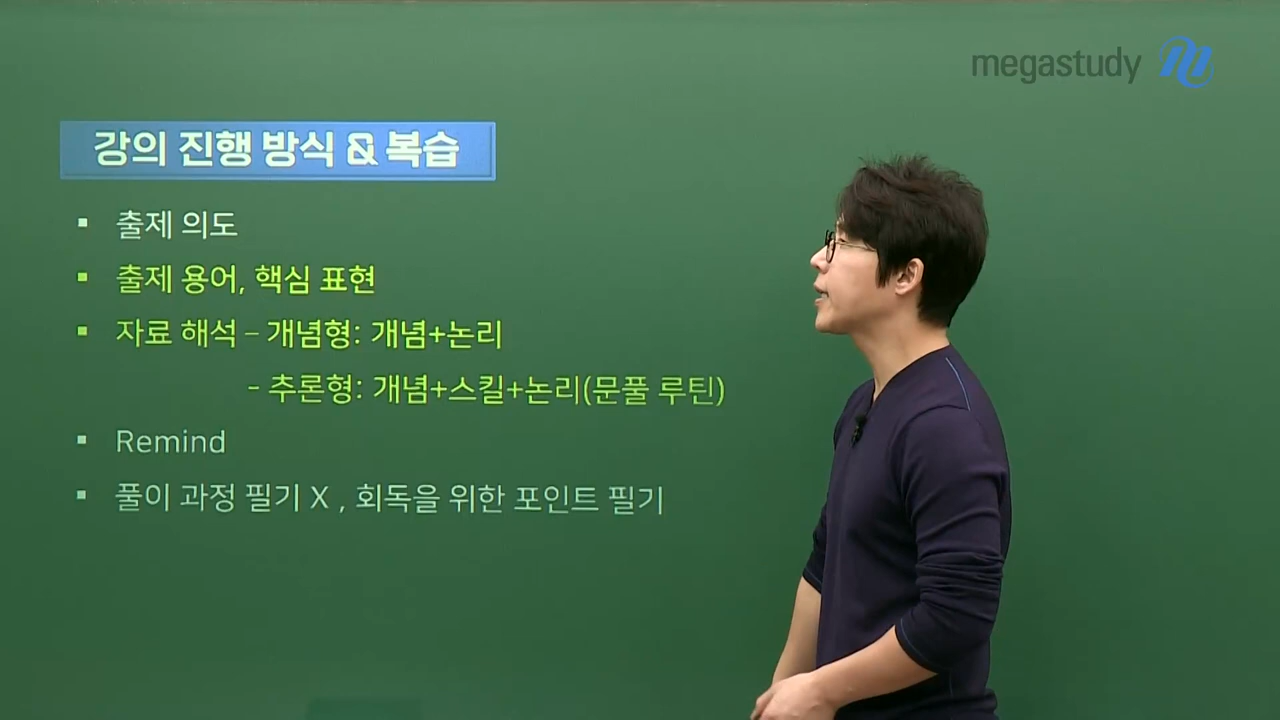 megastudy
강의 진행 방식 & 복습
▪ 출제 의도
▪ 출제 용어, 핵심 표현
▪ 자료 해석 – 개념형: 개념+논리
- 추론형: 개념+스킬+논리(문풀 루틴)
▪ Remind
▪ 풀이 과정 필기 X , 회독을 위한 포인트 필기